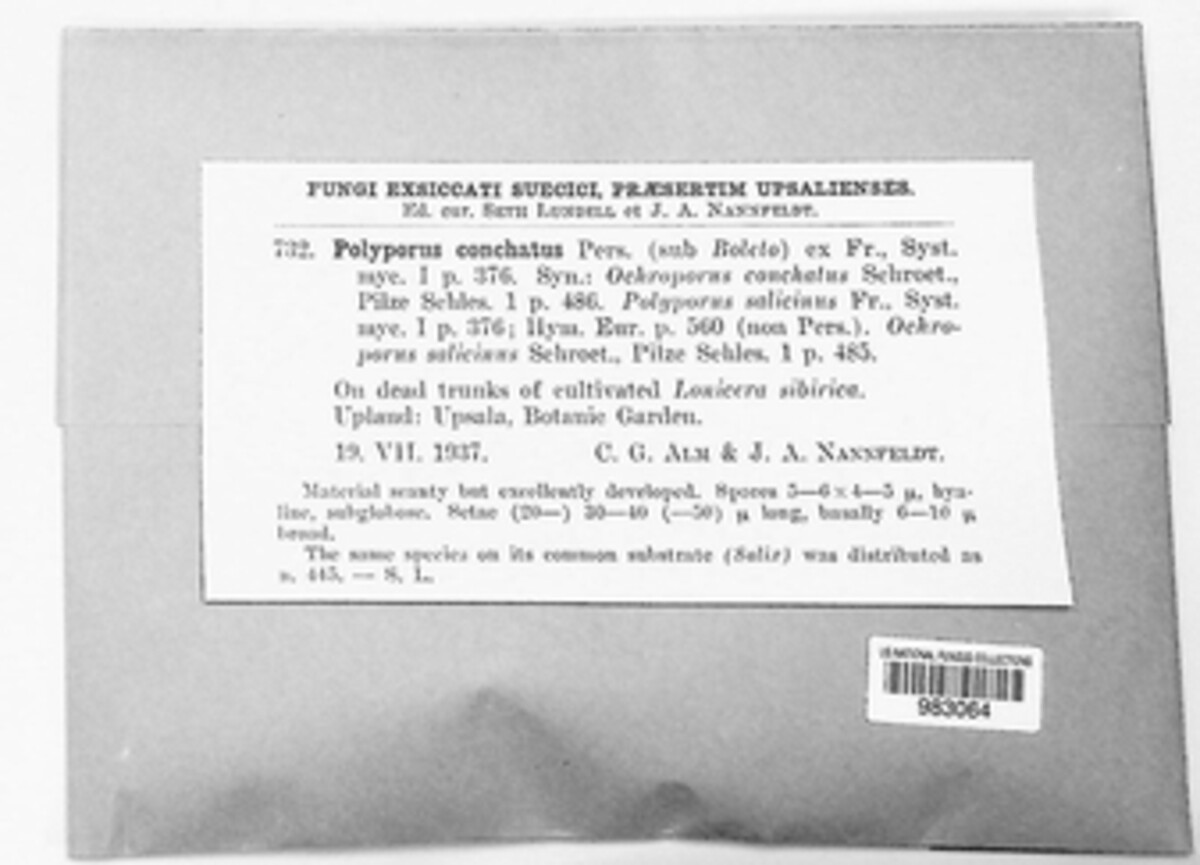 FUNGI EXSICCATI SUECICI, PRÆSERTIM UPSALIENSES.
Ed. cur. SETH LUNDELL et J. A. NANNFELDT.
732. Polyporus conchatus Pers. (sub Boleto) ex Fr., Syst.
myc. I p. 376. Syn.: Ochroporus conchatus Schroet.,
Pilze Schles. 1 p. 486. Polyporus salicinus Fr., Syst.
myc. I p. 376; Hym. Eur. p. 560 (non Pers.). Ochro-
porus salicinus Schroet., Pilze Schles. 1 p. 485.
On dead trunks of cultivated Lonicera sibirica.
Upland: Upsala, Botanic Garden.
19. VII. 1937. C. G. ALM & J. A. NANNFELDT.
Material scanty but excellently developed. Spores 5—6×4—5 µ, hya-
line, subglobose. Setae (20—) 30—40 (—50) µ long, basally 6—10 µ
broad.
The same species on its common substrate (Salix) was distributed as
n. 445. — S. L.
US NATIONAL FUNGUS COLLECTIONS
983064